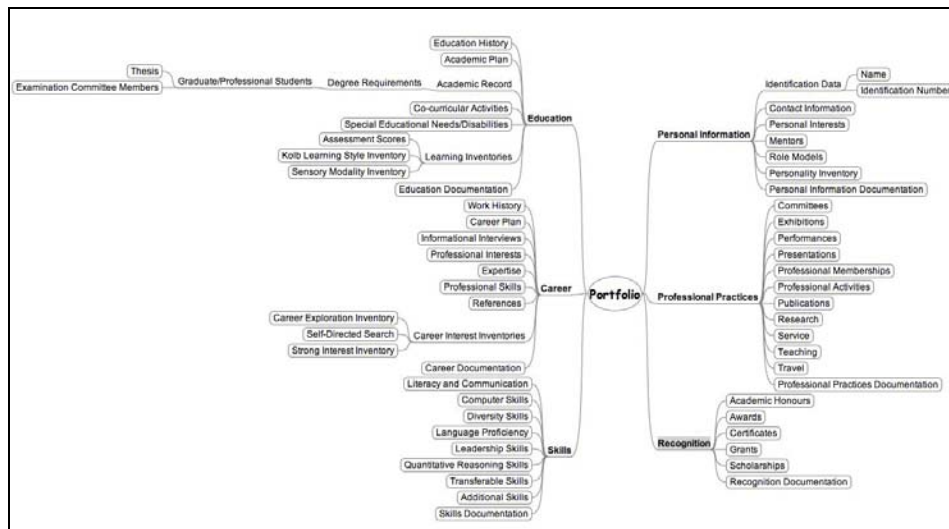 Portfolio
Education
Education History
Academic Plan
Academic Record
Degree Requirements
Graduate/Professional Students
Thesis
Examination Committee Members
Co-curricular Activities
Special Educational Needs/Disabilities
Learning Inventories
Assessment Scores
Kolb Learning Style Inventory
Sensory Modality Inventory
Education Documentation
Career
Work History
Career Plan
Informational Interviews
Professional Interests
Expertise
Professional Skills
References
Career Interest Inventories
Career Exploration Inventory
Self-Directed Search
Strong Interest Inventory
Career Documentation
Skills
Literacy and Communication
Computer Skills
Diversity Skills
Language Proficiency
Leadership Skills
Quantitative Reasoning Skills
Transferable Skills
Additional Skills
Skills Documentation
Personal Information
Identification Data
Name
Identification Number
Contact Information
Personal Interests
Mentors
Role Models
Personality Inventory
Personal Information Documentation
Professional Practices
Committees
Exhibitions
Performances
Presentations
Professional Memberships
Professional Activities
Publications
Research
Service
Teaching
Travel
Professional Practices Documentation
Recognition
Academic Honours
Awards
Certificates
Grants
Scholarships
Recognition Documentation